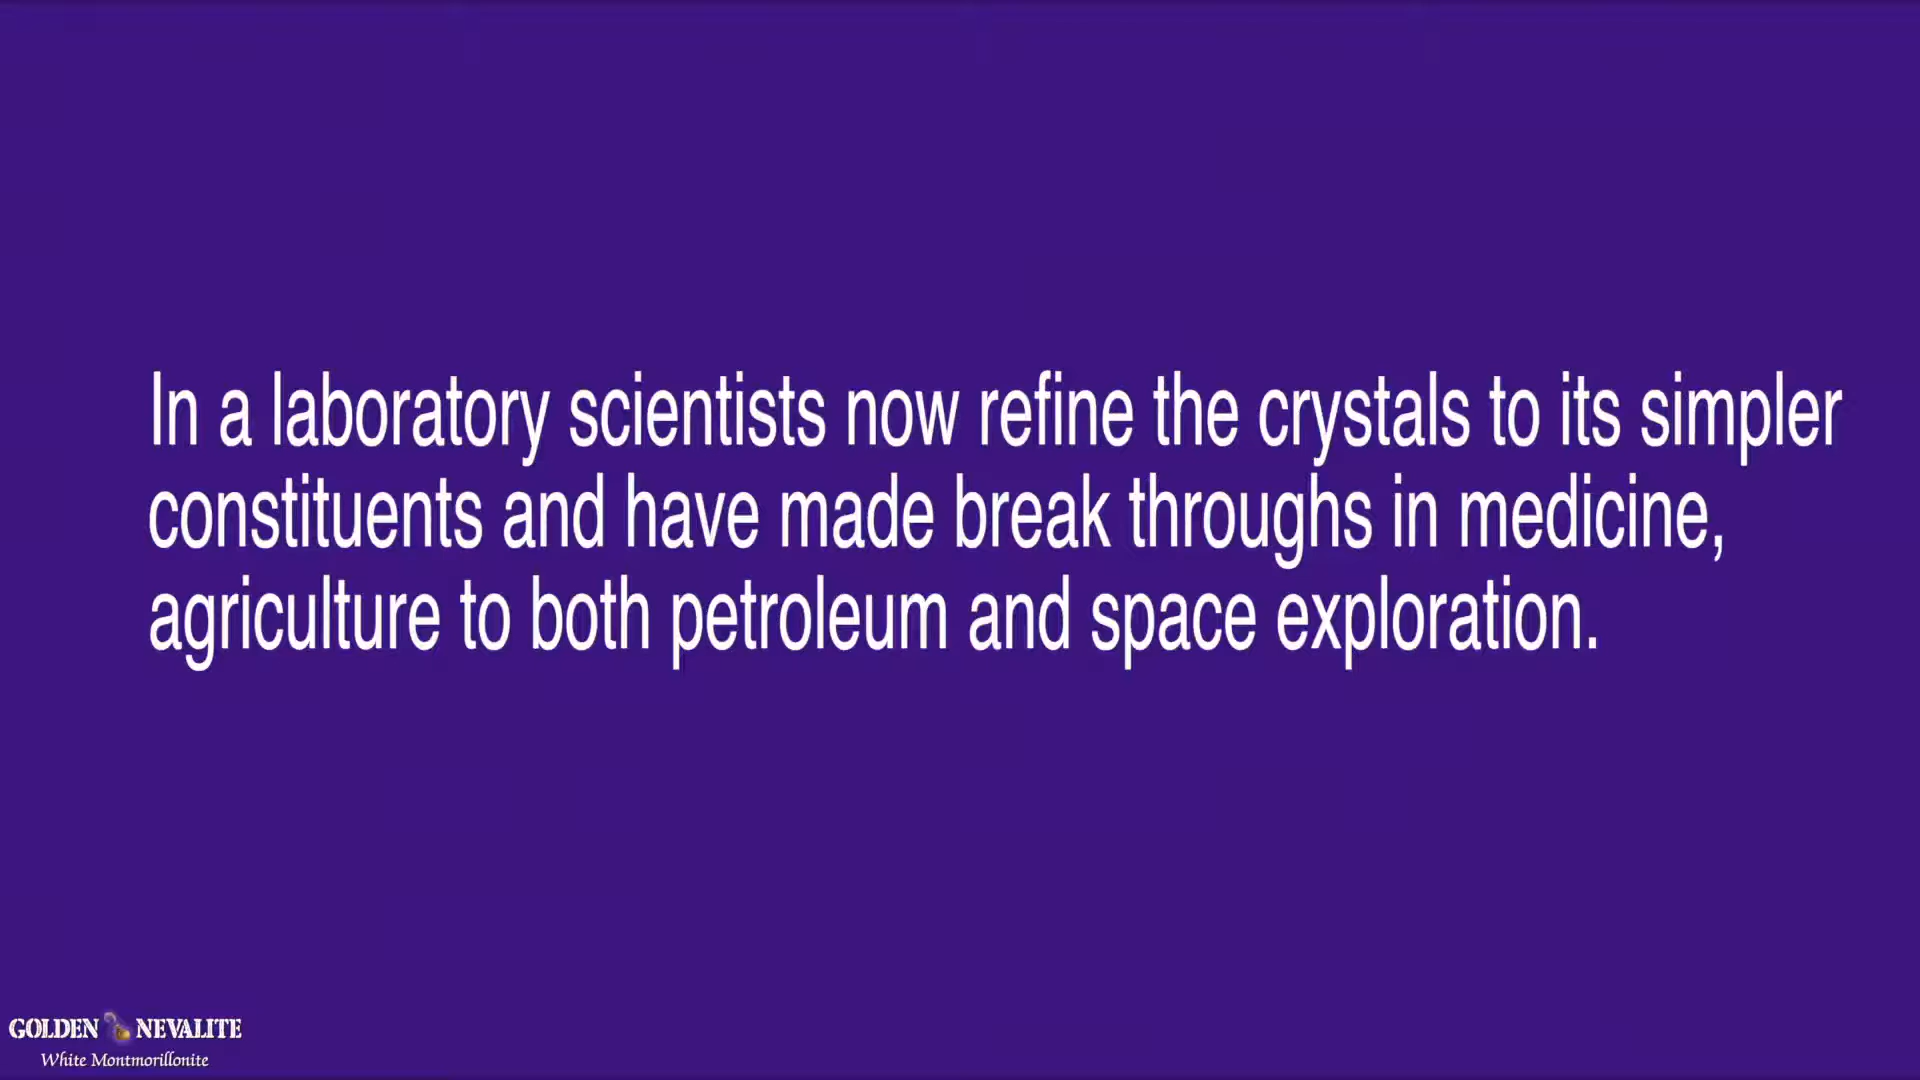 In a laboratory scientists now refine the crystals to its simpler
constituents and have made break throughs in medicine,
agriculture to both petroleum and space exploration.
GOLDEN NEVALITE
White Montmorillonite